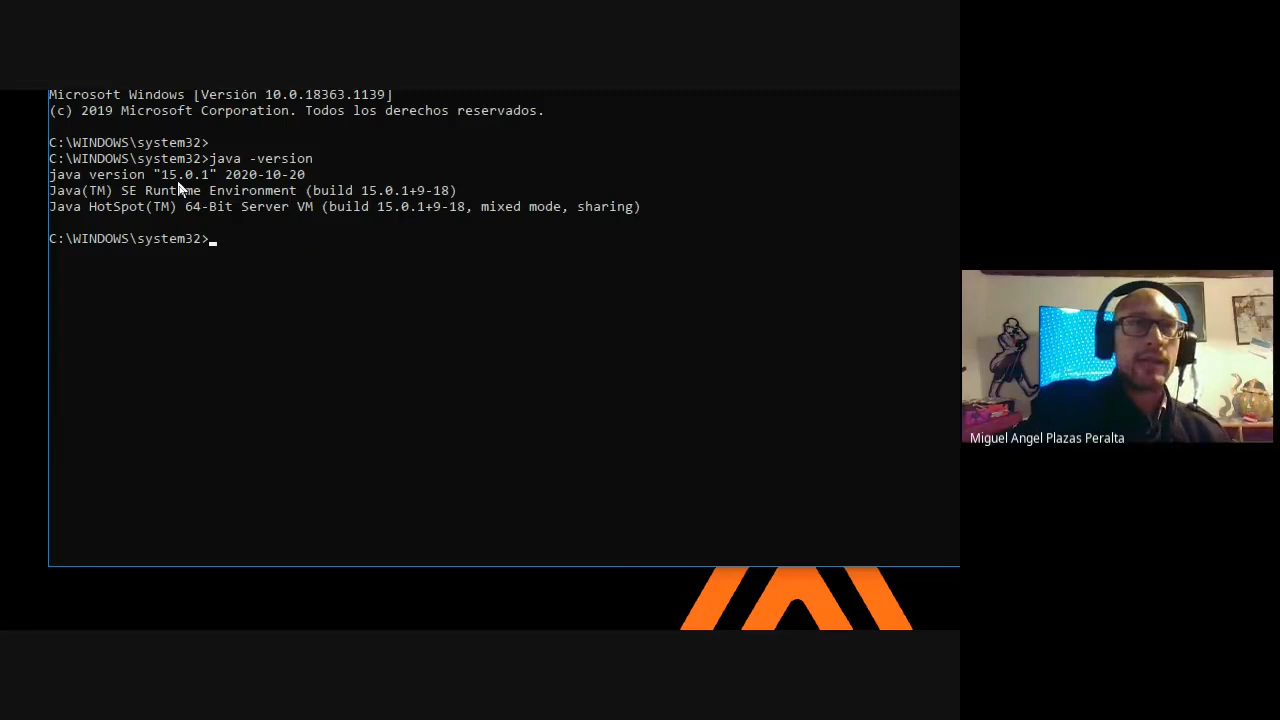 Microsoft Windows [Versión 10.0.18363.1139]
(c) 2019 Microsoft Corporation. Todos los derechos reservados.
C:\WINDOWS\system32>
C:\WINDOWS\system32>java -version
java version "15.0.1" 2020-10-20
Java(TM) SE Runtime Environment (build 15.0.1+9-18)
Java HotSpot(TM) 64-Bit Server VM (build 15.0.1+9-18, mixed mode, sharing)
C:\WINDOWS\system32>
Miguel Angel Plazas Peralta